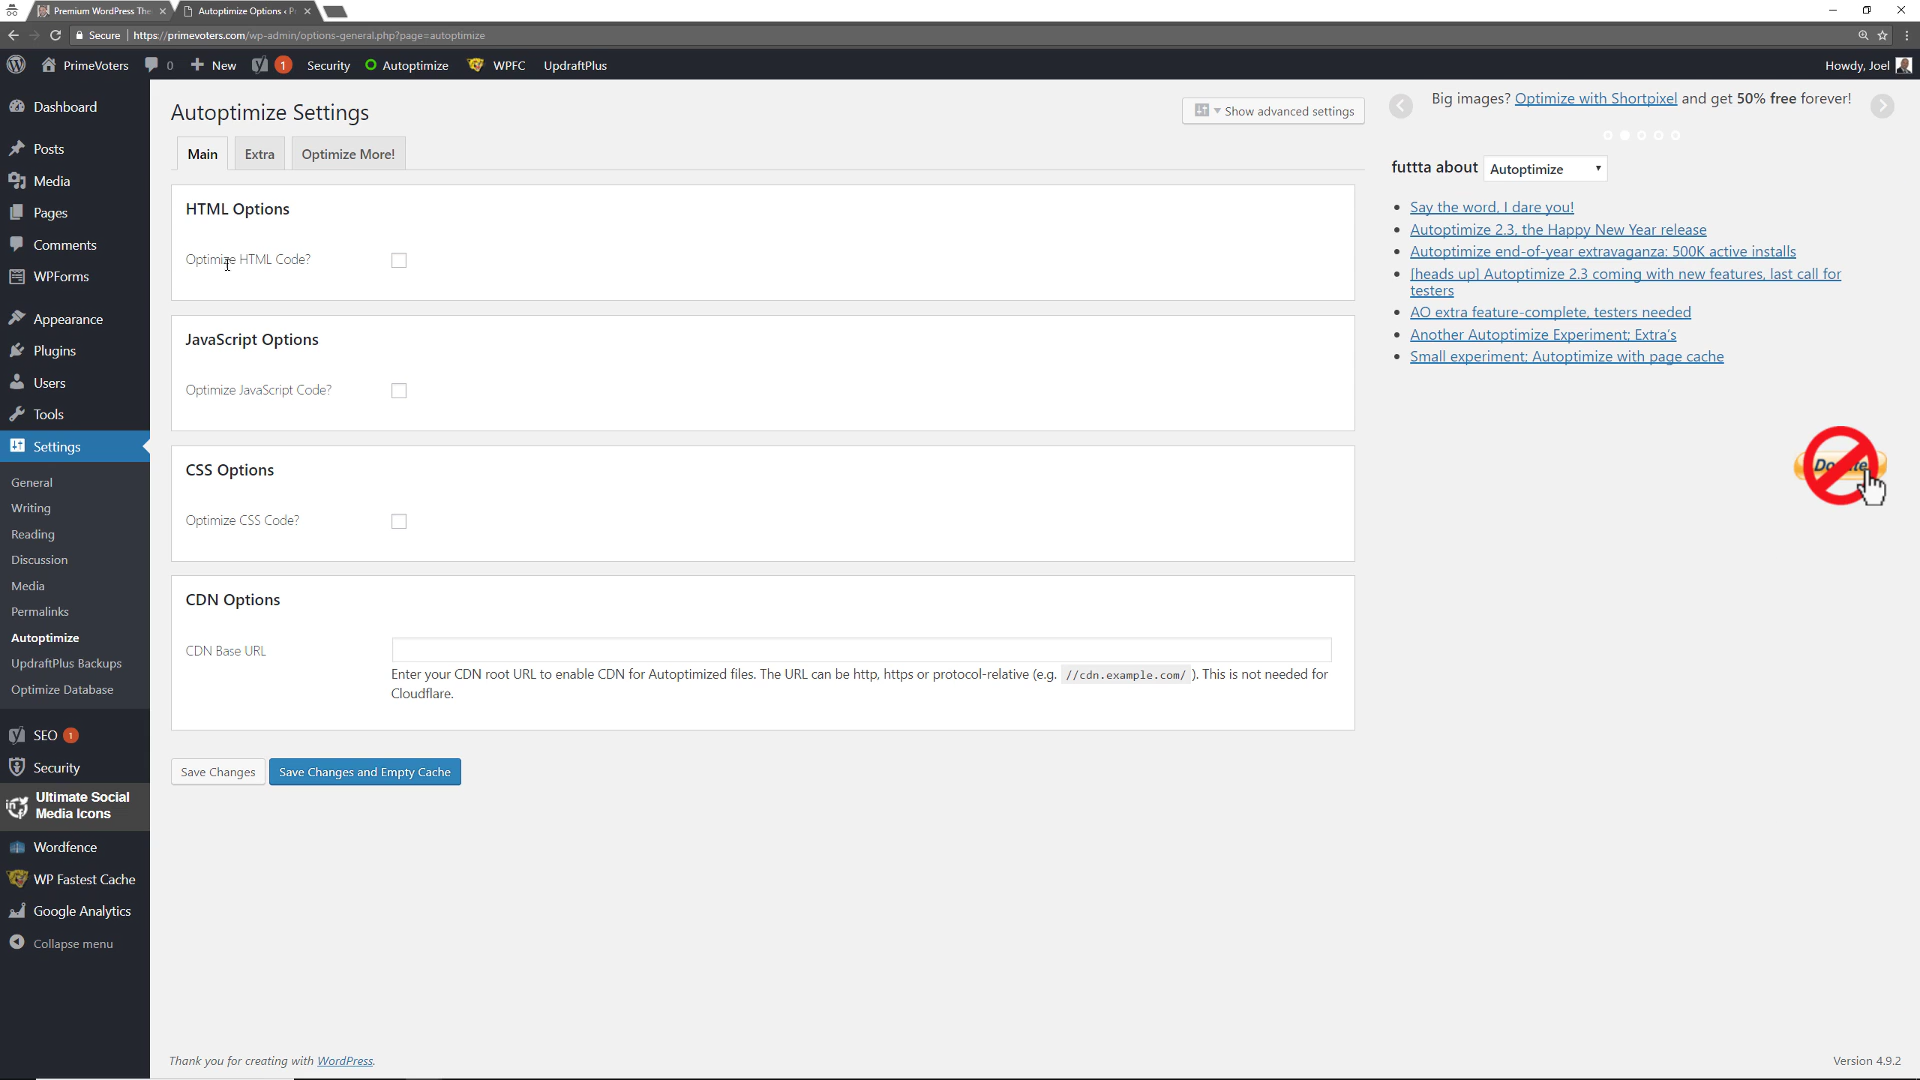 Premium WordPress The
Autoptimize Options ‹ P
Secure
https://primevoters.com/wp-admin/options-general.php?page=autoptimize
PrimeVoters
0
New
1
Security
Autoptimize
WPFC
UpdraftPlus
Howdy, Joel
Dashboard
Posts
Media
Pages
Comments
WPForms
Appearance
Plugins
Users
Tools
Settings
General
Writing
Reading
Discussion
Media
Permalinks
Autoptimize
UpdraftPlus Backups
Optimize Database
SEO 1
Security
Ultimate Social
Media Icons
Wordfence
WP Fastest Cache
Google Analytics
Collapse menu
Autoptimize Settings
Show advanced settings
Main
Extra
Optimize More!
HTML Options
Optimize HTML Code?
JavaScript Options
Optimize JavaScript Code?
CSS Options
Optimize CSS Code?
CDN Options
CDN Base URL
Enter your CDN root URL to enable CDN for Autoptimized files. The URL can be http, https or protocol-relative (e.g. //cdn.example.com/ ). This is not needed for
Cloudflare.
Save Changes
Save Changes and Empty Cache
Big images? Optimize with Shortpixel and get 50% free forever!
futtta about
Autoptimize
Say the word, I dare you!
Autoptimize 2.3, the Happy New Year release
Autoptimize end-of-year extravaganza: 500K active installs
[heads up] Autoptimize 2.3 coming with new features, last call for
testers
AO extra feature-complete, testers needed
Another Autoptimize Experiment; Extra's
Small experiment; Autoptimize with page cache
Thank you for creating with WordPress.
Version 4.9.2